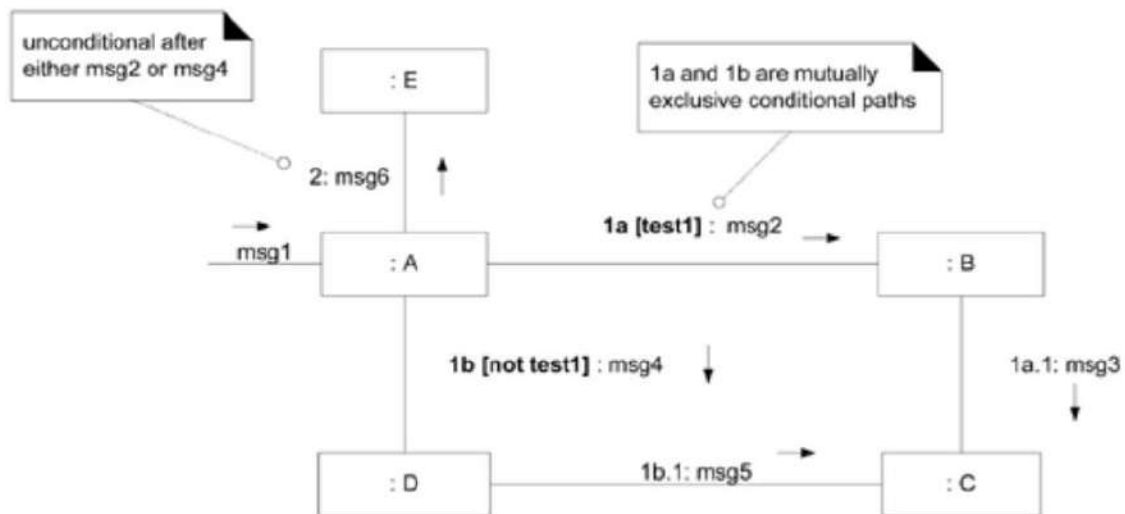 unconditional after
either msg2 or msg4
: E
1a and 1b are mutually
exclusive conditional paths
2: msg6
1a [test1] : msg2
msg1
: A
: B
1b [not test1] : msg4
1a.1: msg3
: D
1b.1: msg5
: C